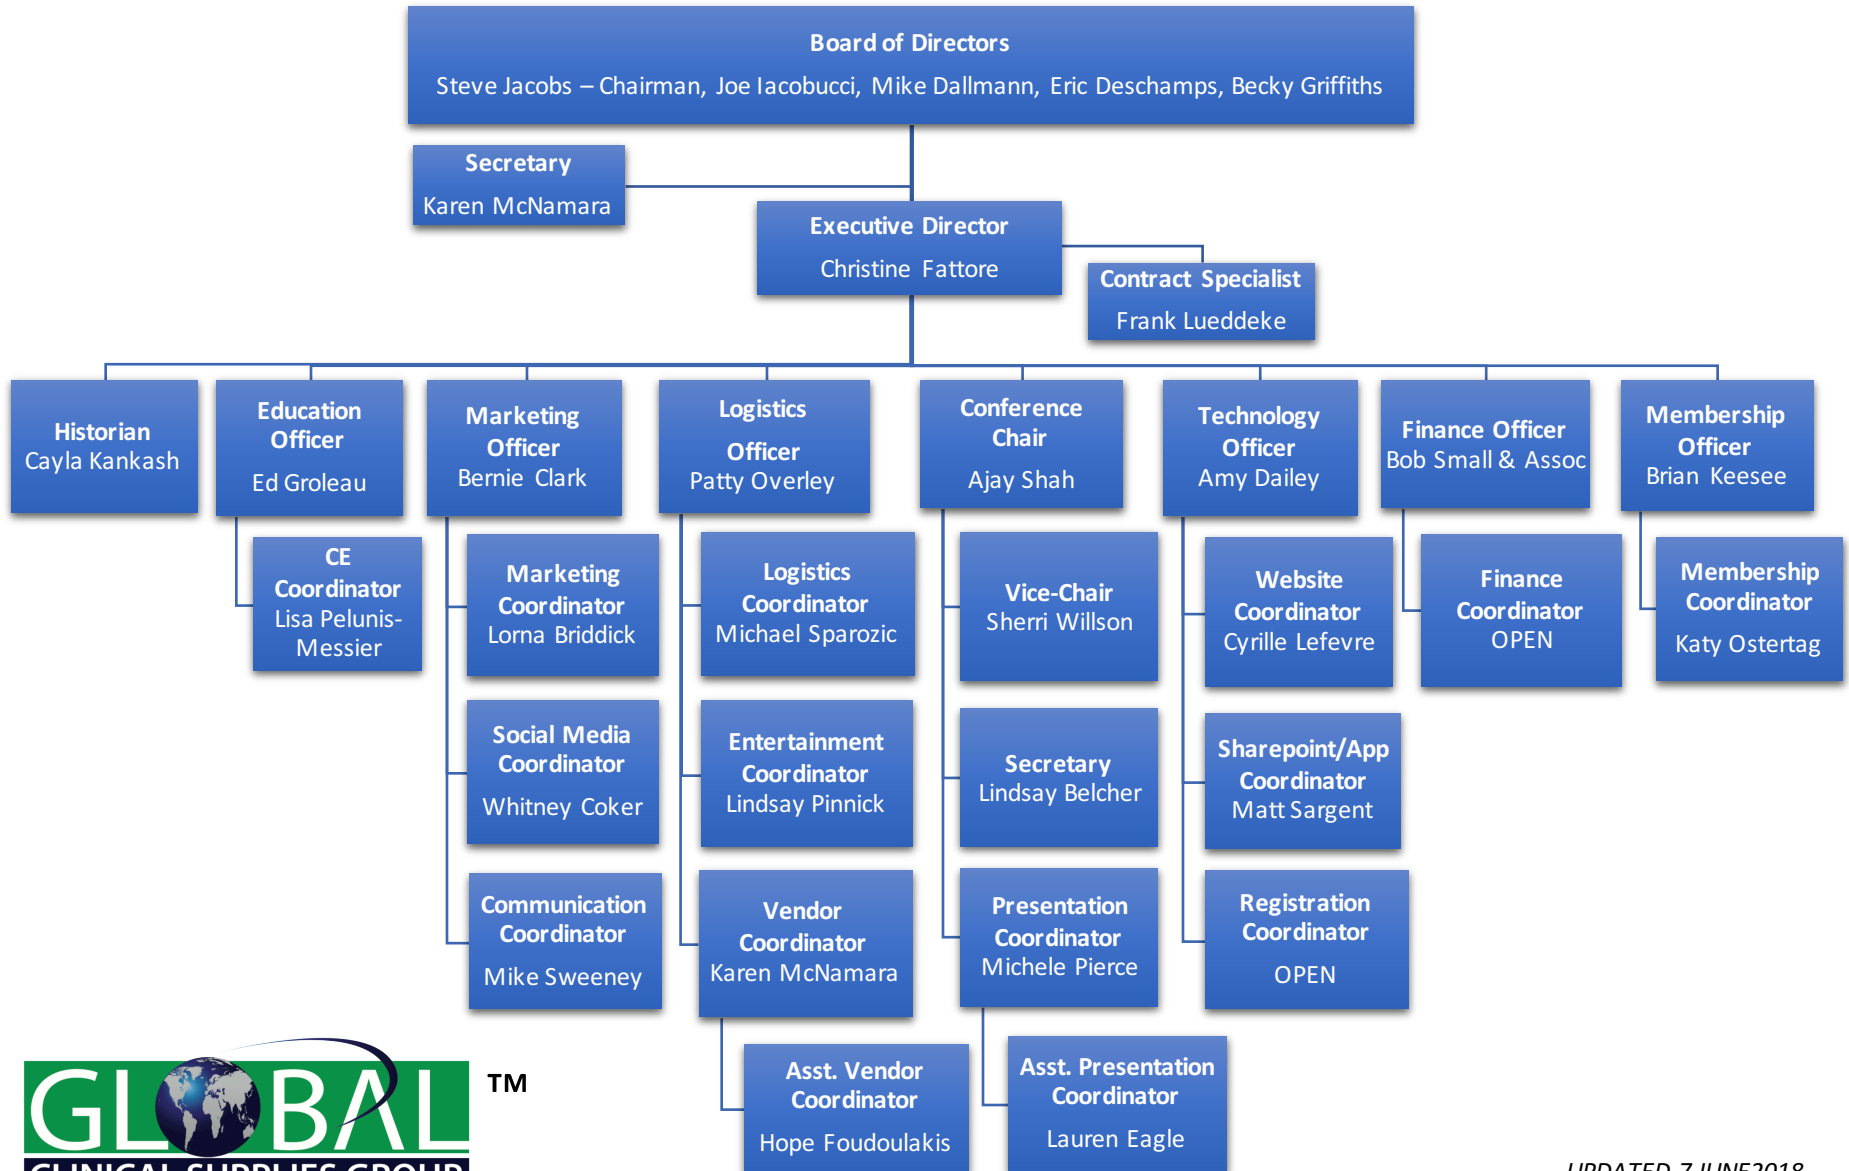 Board of Directors
Steve Jacobs – Chairman, Joe Iacobucci, Mike Dallmann, Eric Deschamps, Becky Griffiths
Secretary
Karen McNamara
Executive Director
Christine Fattore
Contract Specialist
Frank Lueddeke
Historian
Cayla Kankash
Education
Officer
Ed Groleau
Marketing
Officer
Bernie Clark
Logistics
Officer
Patty Overley
Conference
Chair
Ajay Shah
Technology
Officer
Amy Dailey
Finance Officer
Bob Small & Assoc
Membership
Officer
Brian Keesee
CE
Coordinator
Lisa Pelunis-
Messier
Marketing
Coordinator
Lorna Briddick
Logistics
Coordinator
Michael Sparozic
Vice-Chair
Sherri Willson
Website
Coordinator
Cyrille Lefevre
Finance
Coordinator
OPEN
Membership
Coordinator
Katy Ostertag
Social Media
Coordinator
Whitney Coker
Entertainment
Coordinator
Lindsay Pinnick
Secretary
Lindsay Belcher
Sharepoint/App
Coordinator
Matt Sargent
Communication
Coordinator
Mike Sweeney
Vendor
Coordinator
Karen McNamara
Presentation
Coordinator
Michele Pierce
Registration
Coordinator
OPEN
Asst. Vendor
Coordinator
Hope Foudoulakis
Asst. Presentation
Coordinator
Lauren Eagle
GLOBAL TM
CLINICAL SUPPLIES GROUP
UPDATED 7JUNE2018